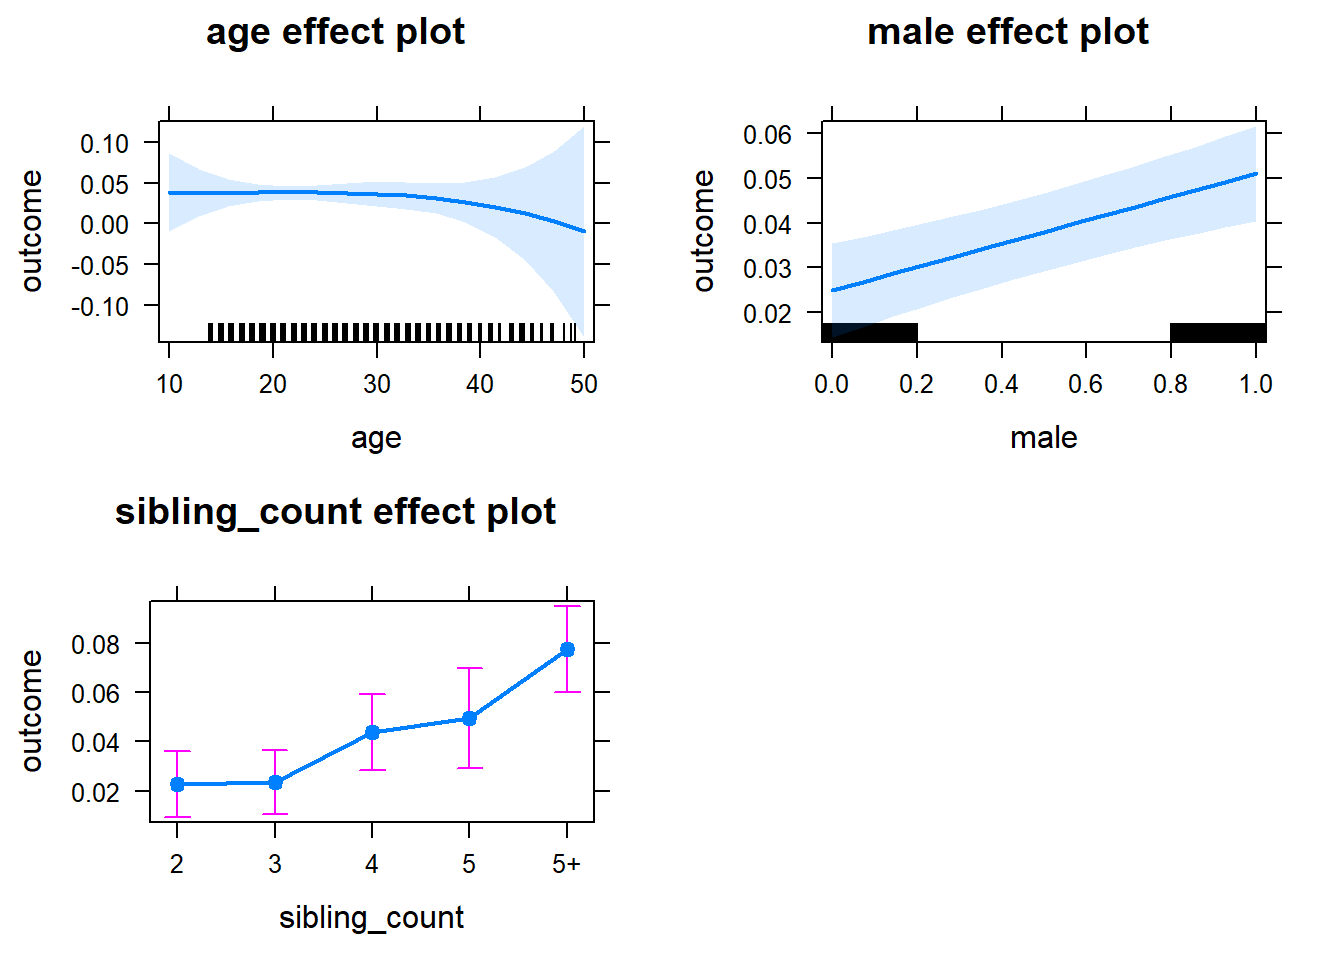 age effect plot
outcome
0.10
0.05
0.00
-0.05
-0.10
10 20 30 40 50
age
male effect plot
outcome
0.06
0.05
0.04
0.03
0.02
0.0 0.2 0.4 0.6 0.8 1.0
male
sibling_count effect plot
outcome
0.08
0.06
0.04
0.02
2 3 4 5 5+
sibling_count